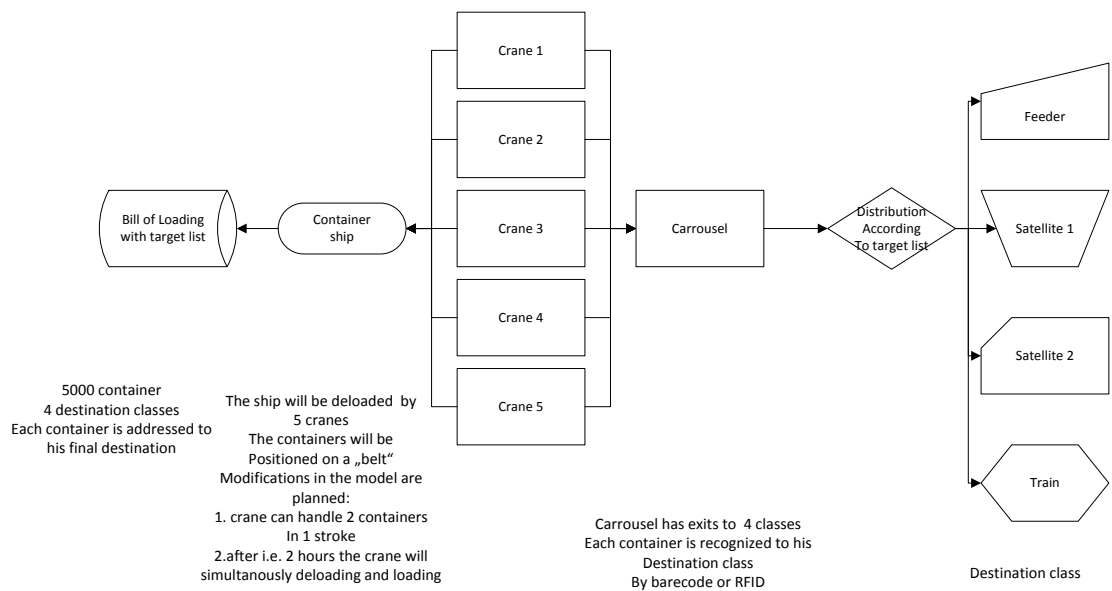 Crane 1
Crane 2
Crane 3
Crane 4
Crane 5
Bill of Loading
with target list
Container
ship
Carrousel
Distribution
According
To target list
Feeder
Satellite 1
Satellite 2
Train
5000 container
4 destination classes
Each container is addressed to
his final destination
The ship will be deloaded by
5 cranes
The containers will be
Positioned on a „belt“
Modifications in the model are
planned:
1. crane can handle 2 containers
In 1 stroke
2.after i.e. 2 hours the crane will
simultanously deloading and loading
Carrousel has exits to 4 classes
Each container is recognized to his
Destination class
By barecode or RFID
Destination class